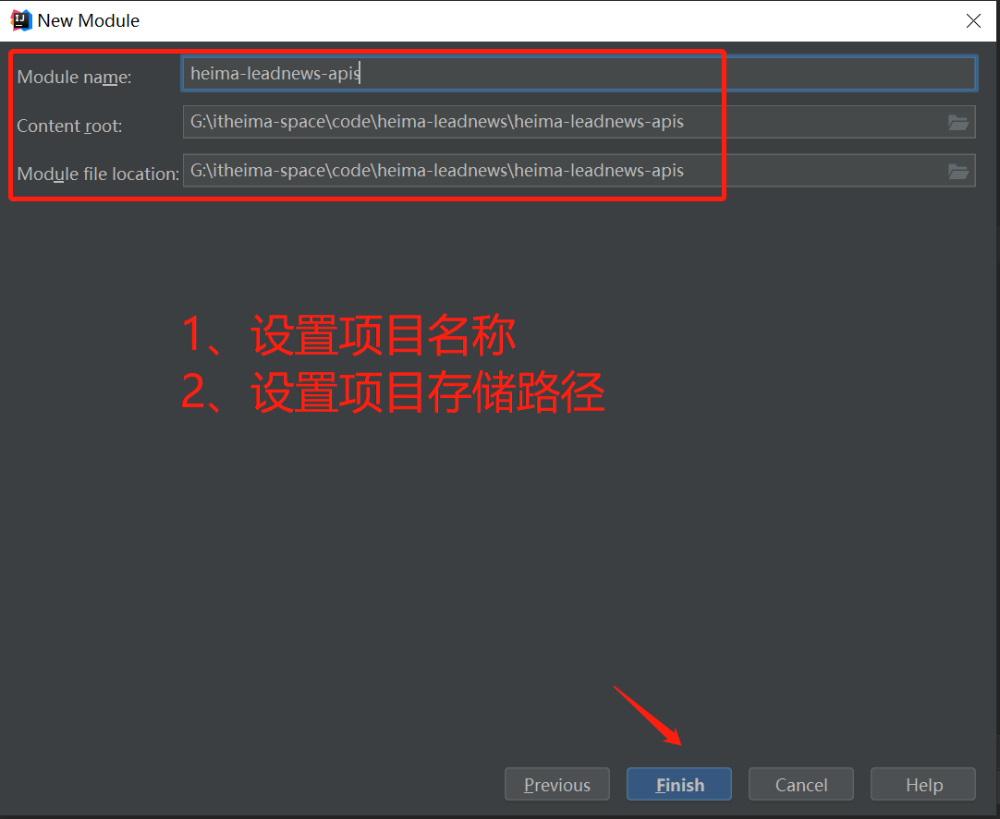 New Module
Module name: heima-leadnews-apis
Content root: G:\itheima-space\code\heima-leadnews\heima-leadnews-apis
Module file location: G:\itheima-space\code\heima-leadnews\heima-leadnews-apis
1、设置项目名称
2、设置项目存储路径
Previous Finish Cancel Help